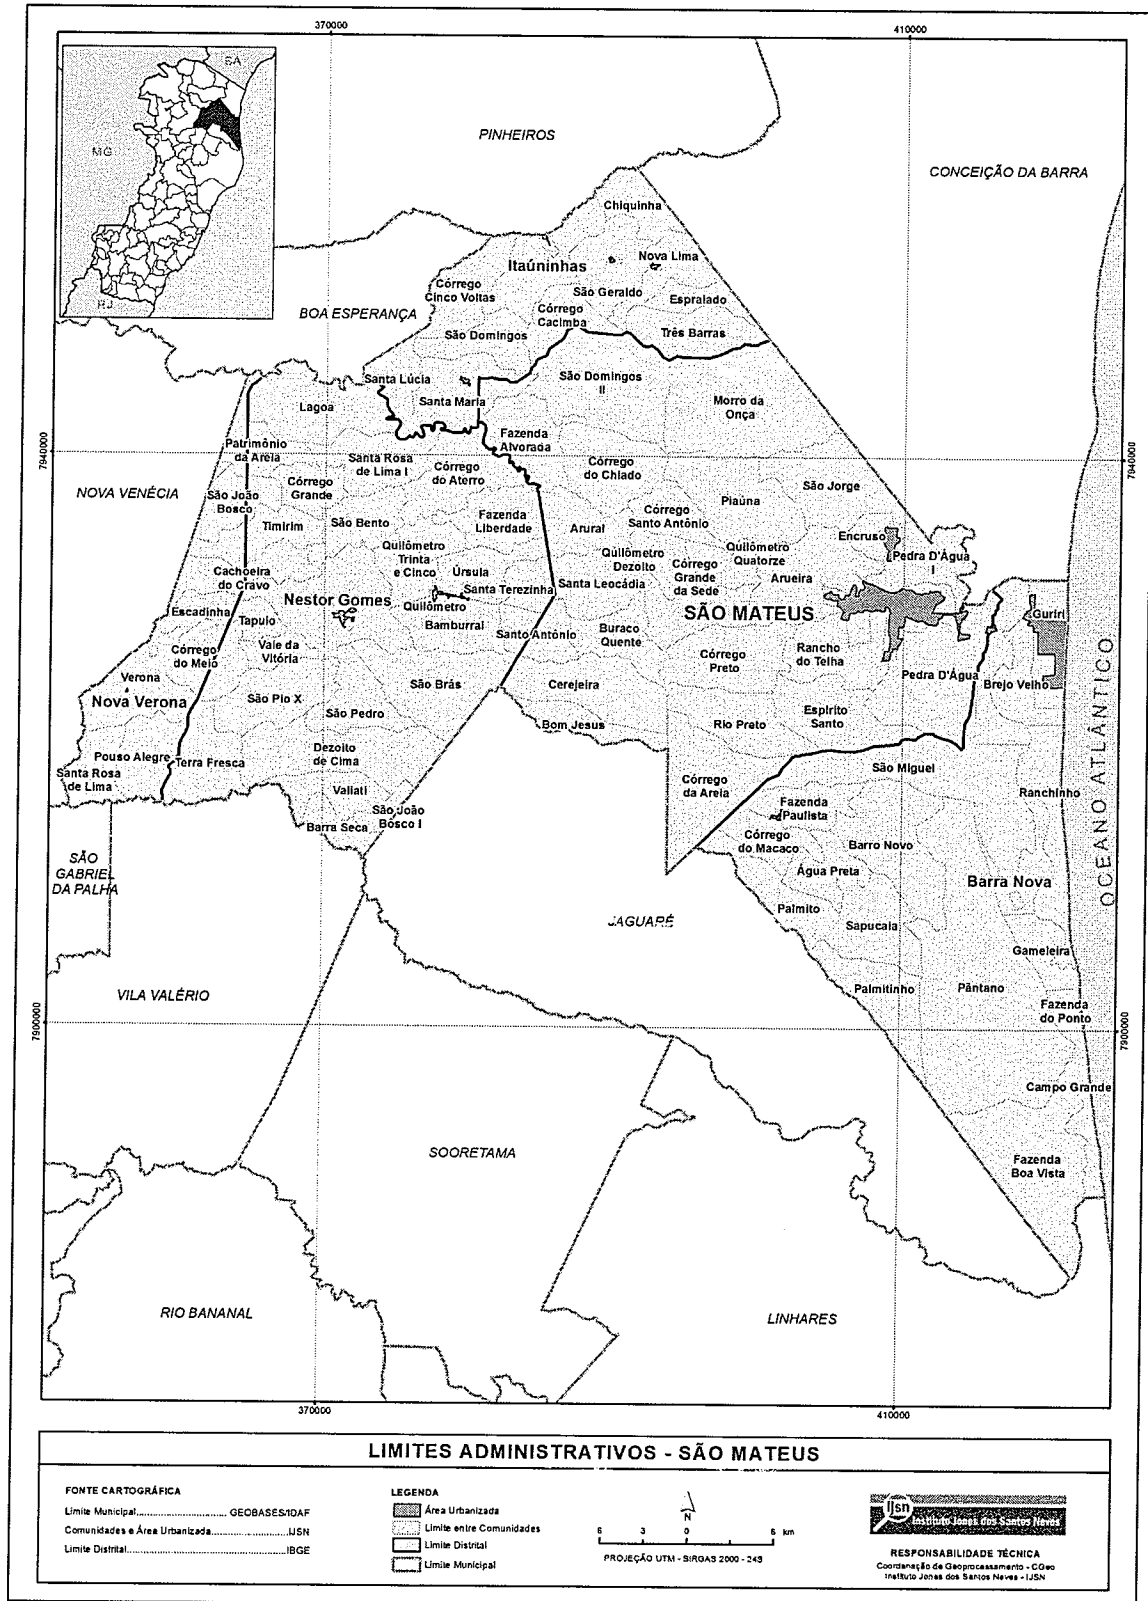 370000
410000
BA
MG
RJ
PINHEIROS
CONCEIÇÃO DA BARRA
Chiquinha
Itaúninhas
Nova Lima
Córrego
Cinco Voltas
São Geraldo
Espralado
BOA ESPERANÇA
Córrego
Cacimba
São Domingos
Três Barras
Santa Lúcia
São Domingos
II
Santa Maria
Lagoa
Morro da
Onça
Patrimônio
da Areia
Fazenda
Alvorada
7940000
7940000
Santa Rosa
de Lima I
Córrego
do Aterro
Córrego
do Chiado
NOVA VENÉCIA
Córrego
Grande
São João
Bosco
São Jorge
Piaúna
Timirim
São Bento
Fazenda
Liberdade
Arural
Córrego
Santo Antônio
Encruso
Pedra D'Água
I
Quilômetro
Trinta
e Cinco
Quilômetro
Dezoito
Quilômetro
Quatorze
Cachoeira
do Cravo
Úrsula
Córrego
Grande
da Sede
Arueira
Santa Terezinha
Santa Leocádia
Escadinha
Nestor Gomes
Quilômetro
SÃO MATEUS
Guriri
Tapuio
Bamburral
Santo Antônio
Buraco
Quente
Córrego
do Meio
Vale da
Vitória
Córrego
Preto
Rancho
do Telha
Verona
São Brás
Cerejeira
Pedra D'Água
Brejo Velho
Nova Verona
São Pio X
São Pedro
Bom Jesus
Rio Preto
Espírito
Santo
OCEANO ATLÂNTICO
Pouso Alegre
Terra Fresca
Dezoito
de Cima
São Miguel
Santa Rosa
de Lima
Valiati
Córrego
da Areia
Ranchinho
São João
Bosco I
Fazenda
Paulista
Barra Seca
Córrego
do Macaco
Barro Novo
SÃO
GABRIEL
DA PALHA
Água Preta
Barra Nova
JAGUARÉ
Palmito
Sapucaia
Gameleira
VILA VALÉRIO
Palmitinho
Pântano
Fazenda
do Ponto
7900000
7900000
Campo Grande
SOORETAMA
Fazenda
Boa Vista
RIO BANANAL
LINHARES
370000
410000
LIMITES ADMINISTRATIVOS - SÃO MATEUS
FONTE CARTOGRÁFICA
Limite Municipal............................GEOBASES/IDAF
Comunidades e Área Urbanizada......................IJSN
Limite Distrital..................................................IBGE
LEGENDA
Área Urbanizada
Limite entre Comunidades
Limite Distrital
Limite Municipal
N
6 3 0 6 km
PROJEÇÃO UTM - SIRGAS 2000 - 24S
ijsn
Instituto Jones dos Santos Neves
RESPONSABILIDADE TÉCNICA
Coordenação de Geoprocessamento - CGeo
Instituto Jones dos Santos Neves - IJSN